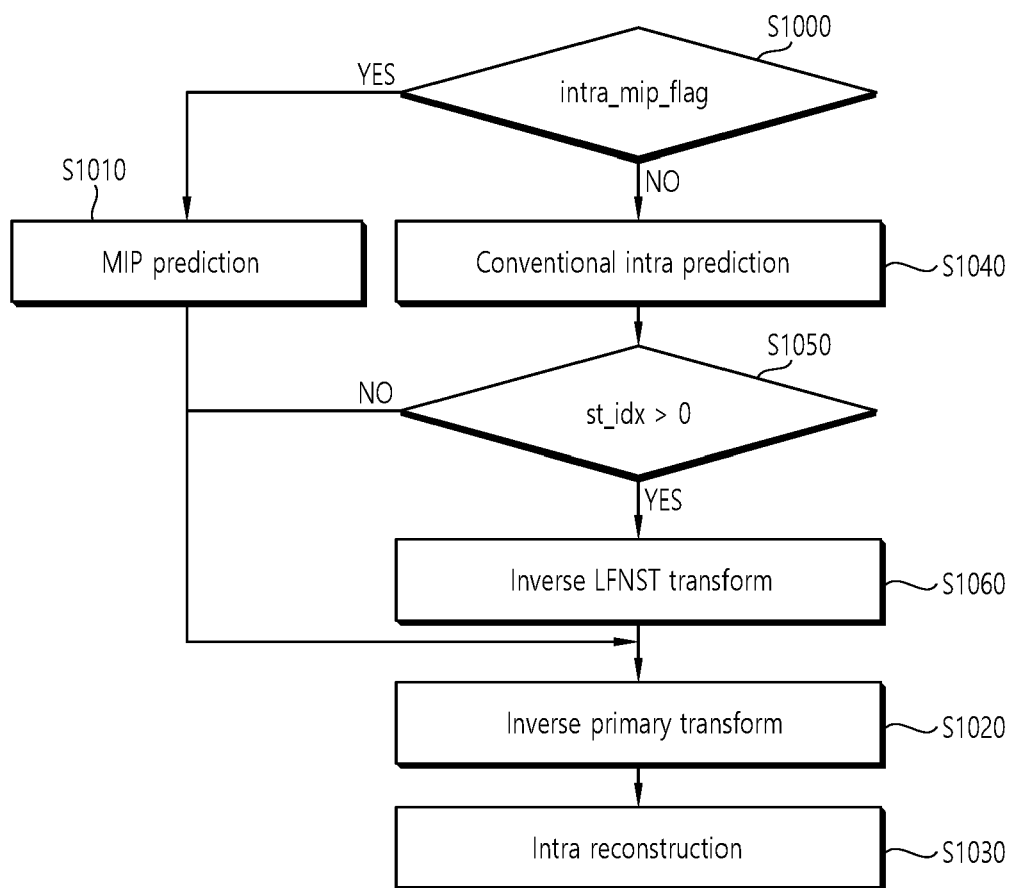 S1000
YES
intra_mip_flag
S1010
NO
MIP prediction
Conventional intra prediction
S1040
S1050
NO
st_idx > 0
YES
Inverse LFNST transform
S1060
Inverse primary transform
S1020
Intra reconstruction
S1030